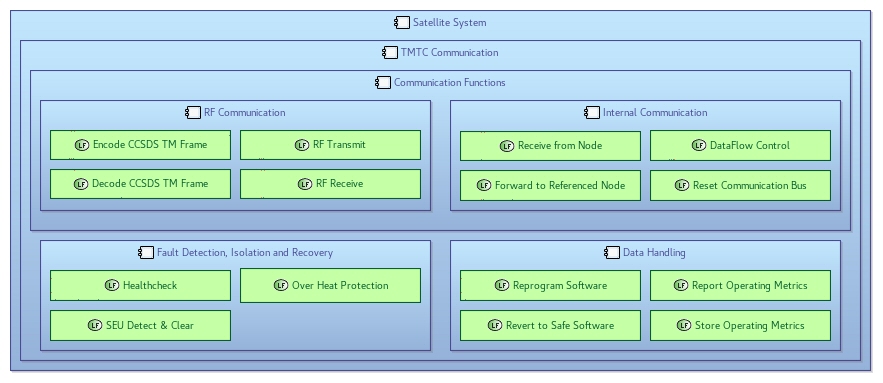 Satellite System
TMTC Communication
Communication Functions
RF Communication
LF Encode CCSDS TM Frame
LF RF Transmit
LF Decode CCSDS TM Frame
LF RF Receive
Internal Communication
LF Receive from Node
LF DataFlow Control
LF Forward to Referenced Node
LF Reset Communication Bus
Fault Detection, Isolation and Recovery
LF Healthcheck
LF Over Heat Protection
LF SEU Detect & Clear
Data Handling
LF Reprogram Software
LF Report Operating Metrics
LF Revert to Safe Software
LF Store Operating Metrics